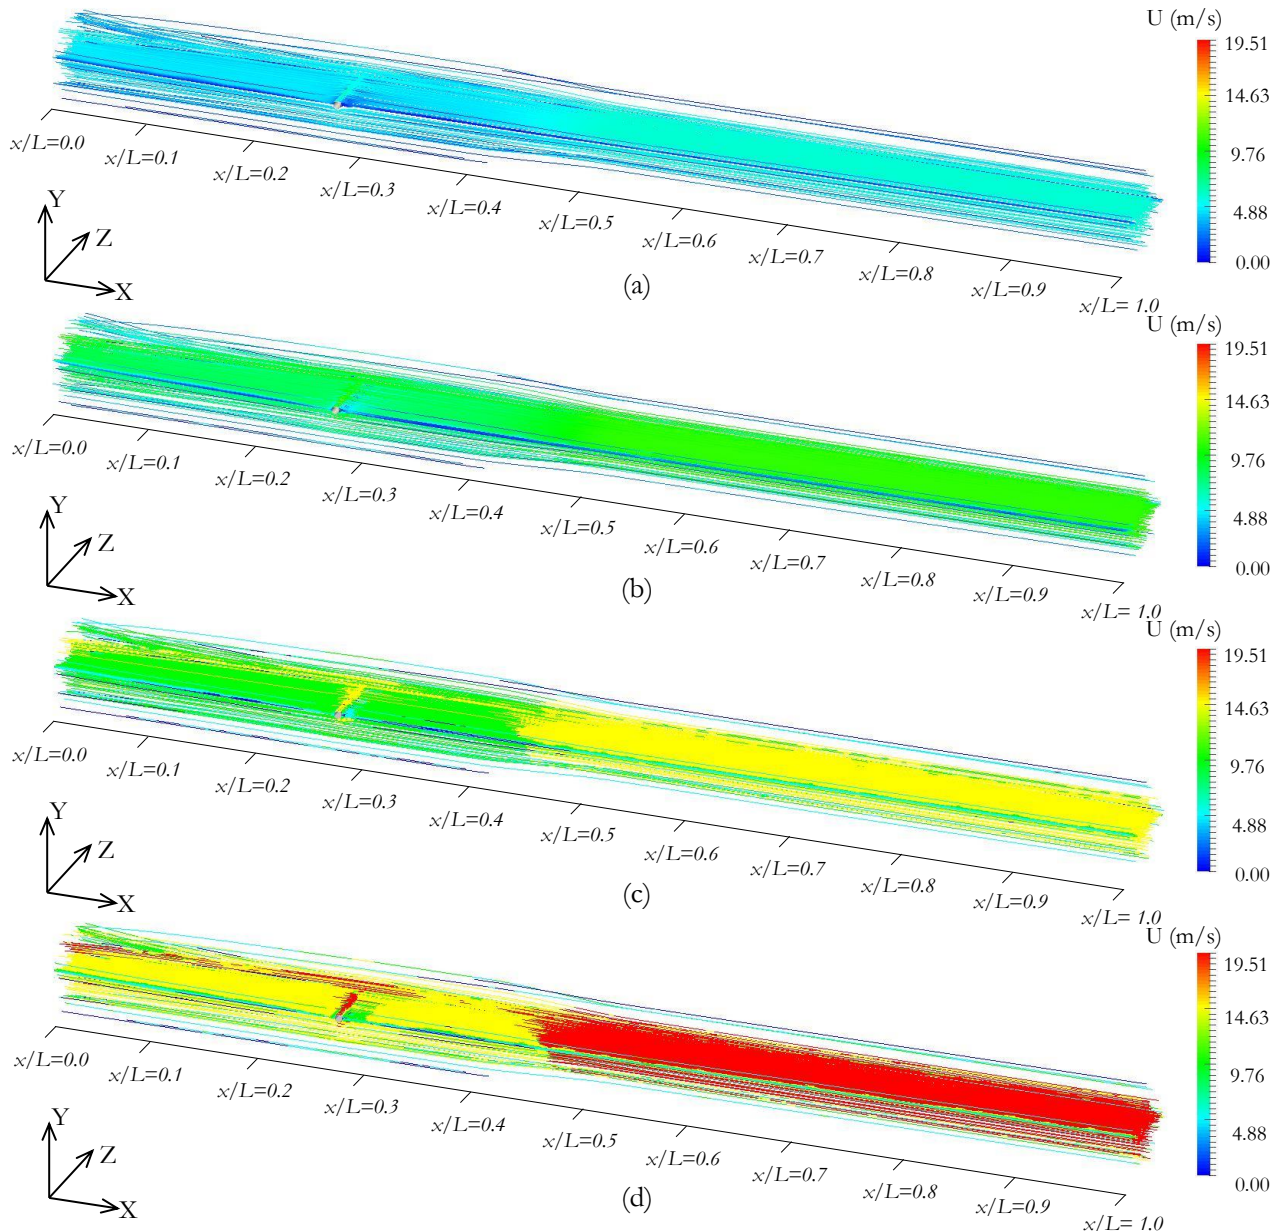 U (m/s)
19.51
14.63
9.76
4.88
0.00
x/L=0.0
x/L=0.1
x/L=0.2
x/L=0.3
x/L=0.4
x/L=0.5
x/L=0.6
x/L=0.7
x/L=0.8
x/L=0.9
x/L= 1.0
Y
Z
X
(a)
U (m/s)
19.51
14.63
9.76
4.88
0.00
x/L=0.0
x/L=0.1
x/L=0.2
x/L=0.3
x/L=0.4
x/L=0.5
x/L=0.6
x/L=0.7
x/L=0.8
x/L=0.9
x/L= 1.0
Y
Z
X
(b)
U (m/s)
19.51
14.63
9.76
4.88
0.00
x/L=0.0
x/L=0.1
x/L=0.2
x/L=0.3
x/L=0.4
x/L=0.5
x/L=0.6
x/L=0.7
x/L=0.8
x/L=0.9
x/L= 1.0
Y
Z
X
(c)
U (m/s)
19.51
14.63
9.76
4.88
0.00
x/L=0.0
x/L=0.1
x/L=0.2
x/L=0.3
x/L=0.4
x/L=0.5
x/L=0.6
x/L=0.7
x/L=0.8
x/L=0.9
x/L= 1.0
Y
Z
X
(d)